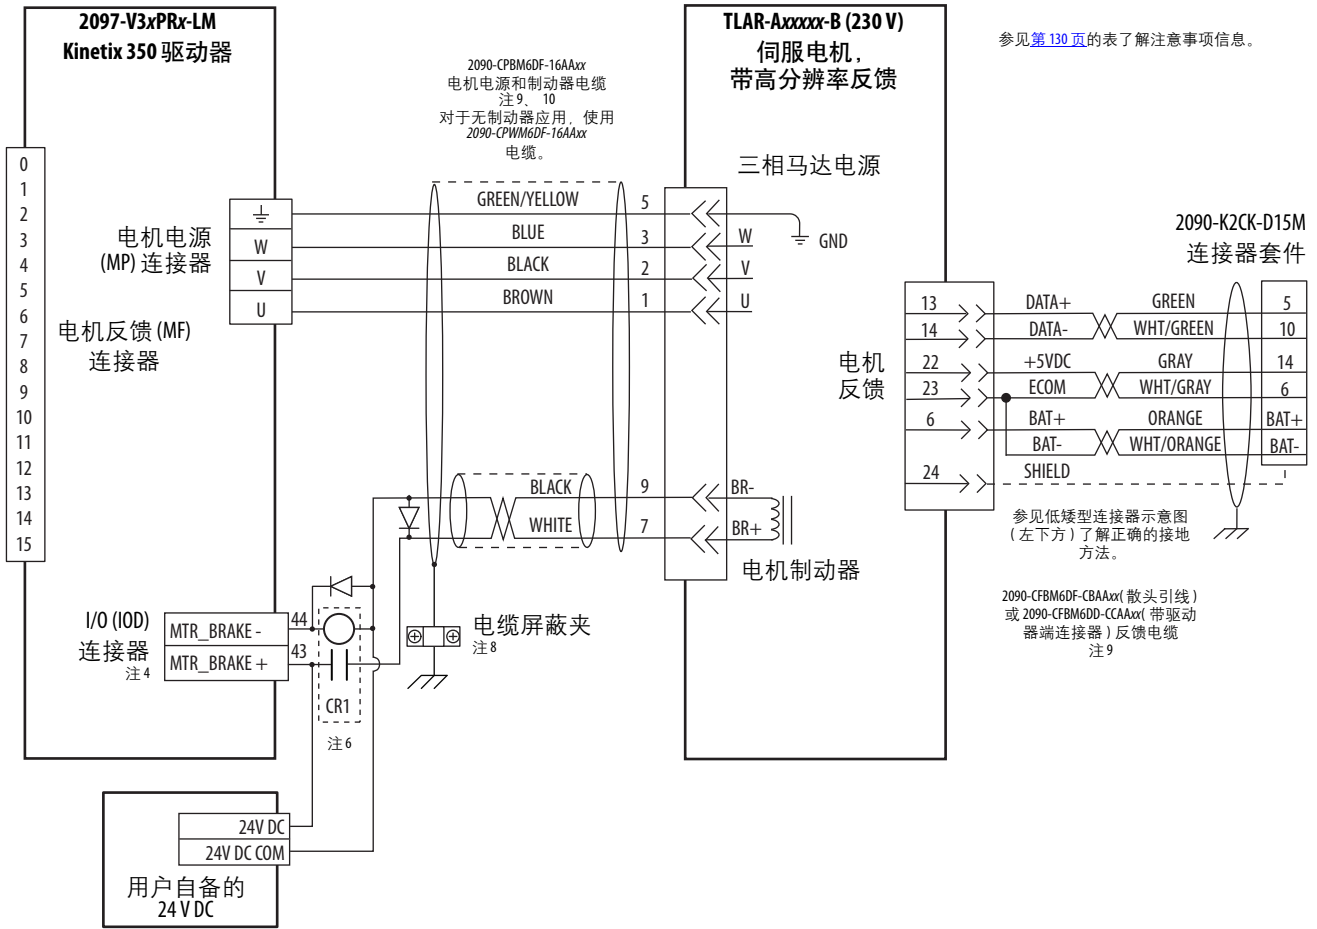 2097-V3xPRx-LM
Kinetix 350 驱动器
TLAR-Axxxxx-B (230 V)
伺服电机，
带高分辨率反馈
参见第 130 页的表了解注意事项信息。
2090-CPBM6DF-16AAxx
电机电源和制动器电缆
注 9、 10
对于无制动器应用，使用
2090-CPWM6DF-16AAxx
电缆。
0
1
2
3
4
5
6
7
8
9
10
11
12
13
14
15
电机电源
(MP) 连接器
W
V
U
电机反馈 (MF)
连接器
GREEN/YELLOW
5
BLUE
3
BLACK
2
BROWN
1
三相马达电源
GND
W
V
U
2090-K2CK-D15M
连接器套件
电机
反馈
13
DATA+
GREEN
5
14
DATA-
WHT/GREEN
10
22
+5VDC
GRAY
14
23
ECOM
WHT/GRAY
6
6
BAT+
ORANGE
BAT+
BAT-
WHT/ORANGE
BAT-
24
SHIELD
BLACK
9
BR-
WHITE
7
BR+
电机制动器
参见低矮型连接器示意图
( 左下方 ) 了解正确的接地
方法。
2090-CFBM6DF-CBAAxx( 散头引线 )
或 2090-CFBM6DD-CCAAxx( 带驱动
器端连接器 ) 反馈电缆
注 9
I/O (IOD)
连接器
注 4
MTR_BRAKE -
44
MTR_BRAKE +
43
CR1
注 6
电缆屏蔽夹
注 8
24V DC
24V DC COM
用户自备的
24 V DC